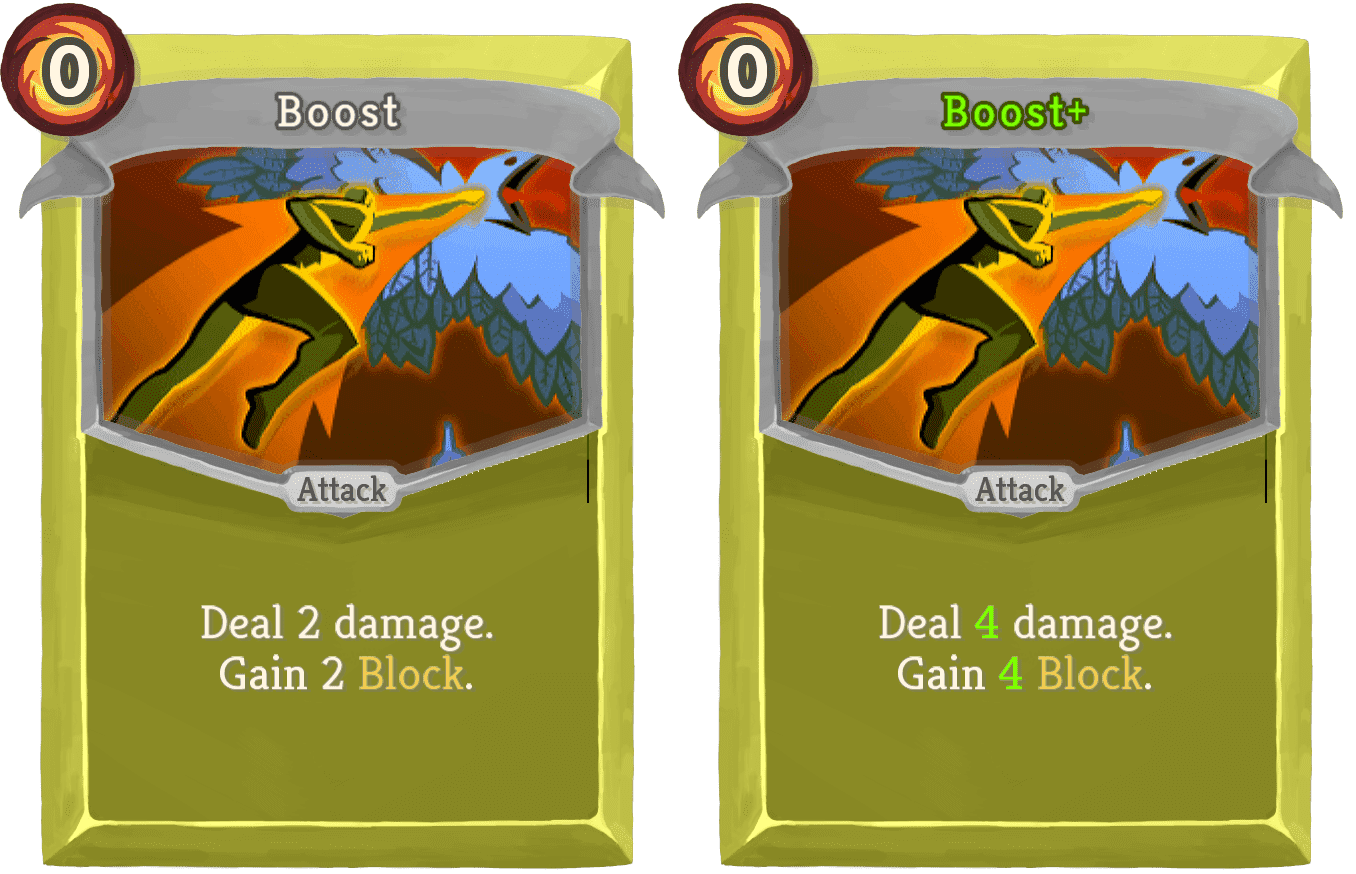 0
Boost
Attack
Deal 2 damage.
Gain 2 Block.
0
Boost+
Attack
Deal 4 damage.
Gain 4 Block.